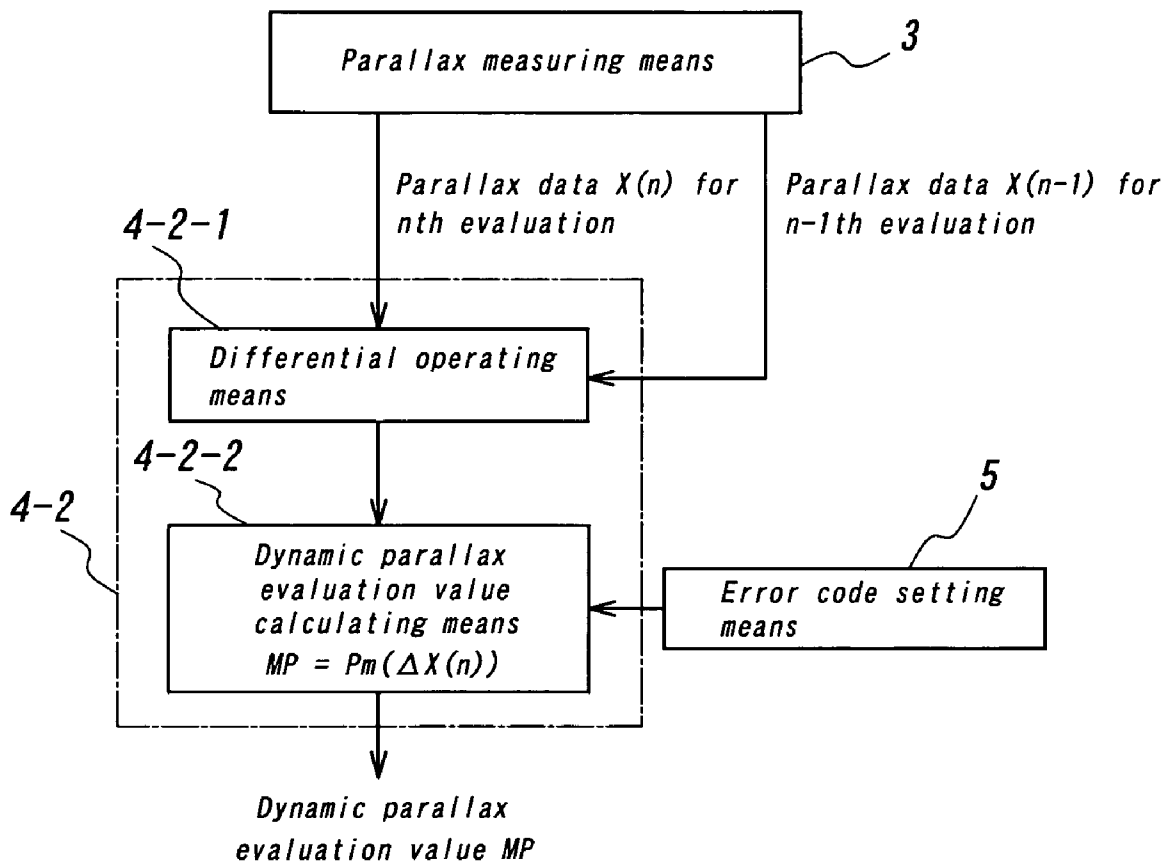 3
Parallax measuring means
Parallax data X(n) for
nth evaluation
Parallax data X(n-1) for
n-1th evaluation
4-2-1
Differential operating
means
4-2-2
4-2
5
Dynamic parallax
evaluation value
calculating means
MP = Pm(ΔX(n))
Error code setting
means
Dynamic parallax
evaluation value MP